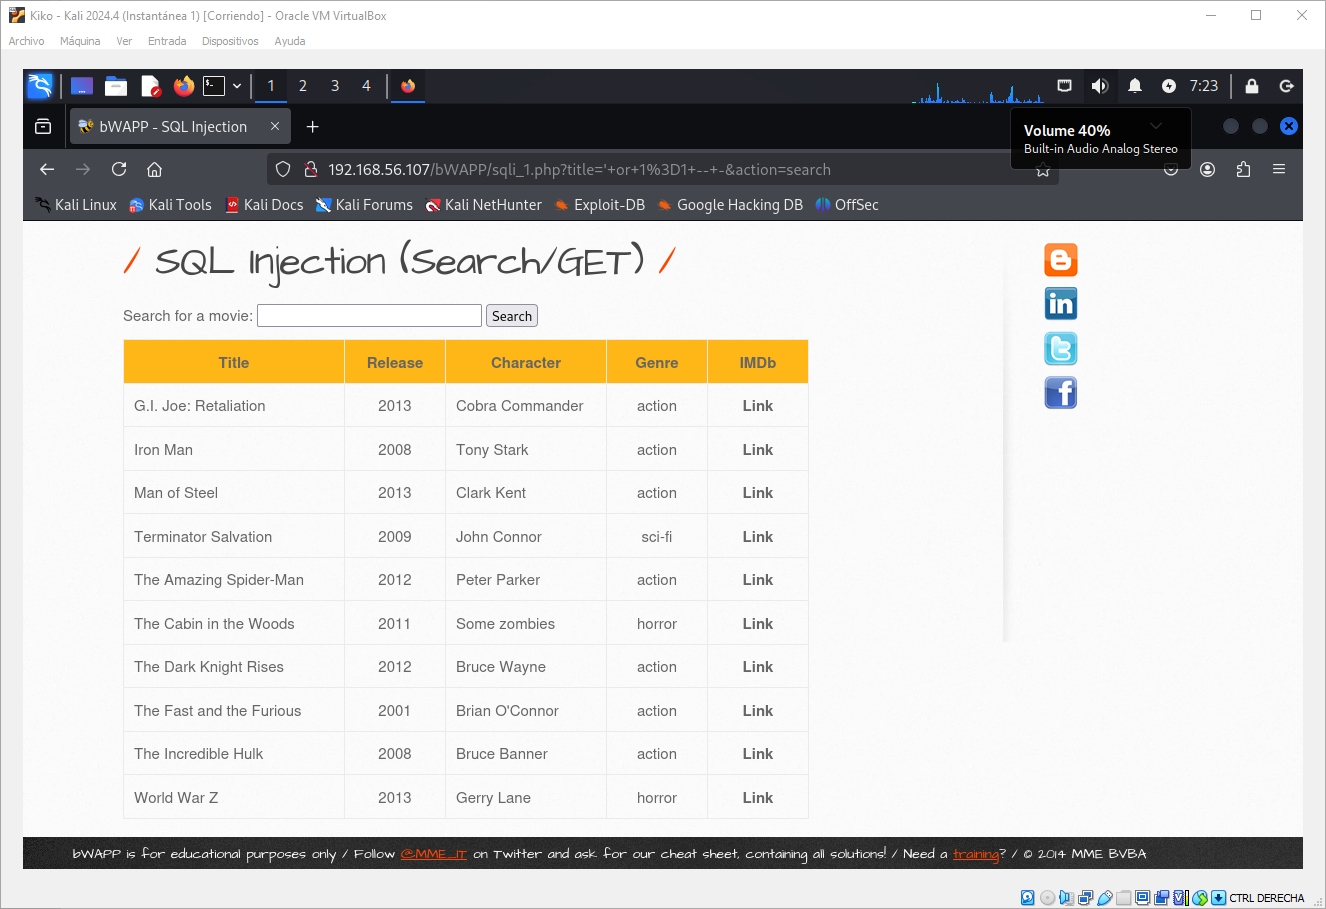 Kiko - Kali 2024.4 (Instantánea 1) [Corriendo] - Oracle VM VirtualBox
Archivo Máquina Ver Entrada Dispositivos Ayuda
1 2 3 4 7:23
bWAPP - SQL Injection
Volume 40%
Built-in Audio Analog Stereo
192.168.56.107/bWAPP/sqli_1.php?title='+or+1%3D1+--+-&action=search
Kali Linux Kali Tools Kali Docs Kali Forums Kali NetHunter Exploit-DB Google Hacking DB OffSec
/ SQL Injection (Search/GET) /
Search for a movie: Search
Title Release Character Genre IMDb
G.I. Joe: Retaliation 2013 Cobra Commander action Link
Iron Man 2008 Tony Stark action Link
Man of Steel 2013 Clark Kent action Link
Terminator Salvation 2009 John Connor sci-fi Link
The Amazing Spider-Man 2012 Peter Parker action Link
The Cabin in the Woods 2011 Some zombies horror Link
The Dark Knight Rises 2012 Bruce Wayne action Link
The Fast and the Furious 2001 Brian O'Connor action Link
The Incredible Hulk 2008 Bruce Banner action Link
World War Z 2013 Gerry Lane horror Link
bWAPP is for educational purposes only / Follow @MME_IT on Twitter and ask for our cheat sheet, containing all solutions! / Need a training? / © 2014 MME BVBA
CTRL DERECHA